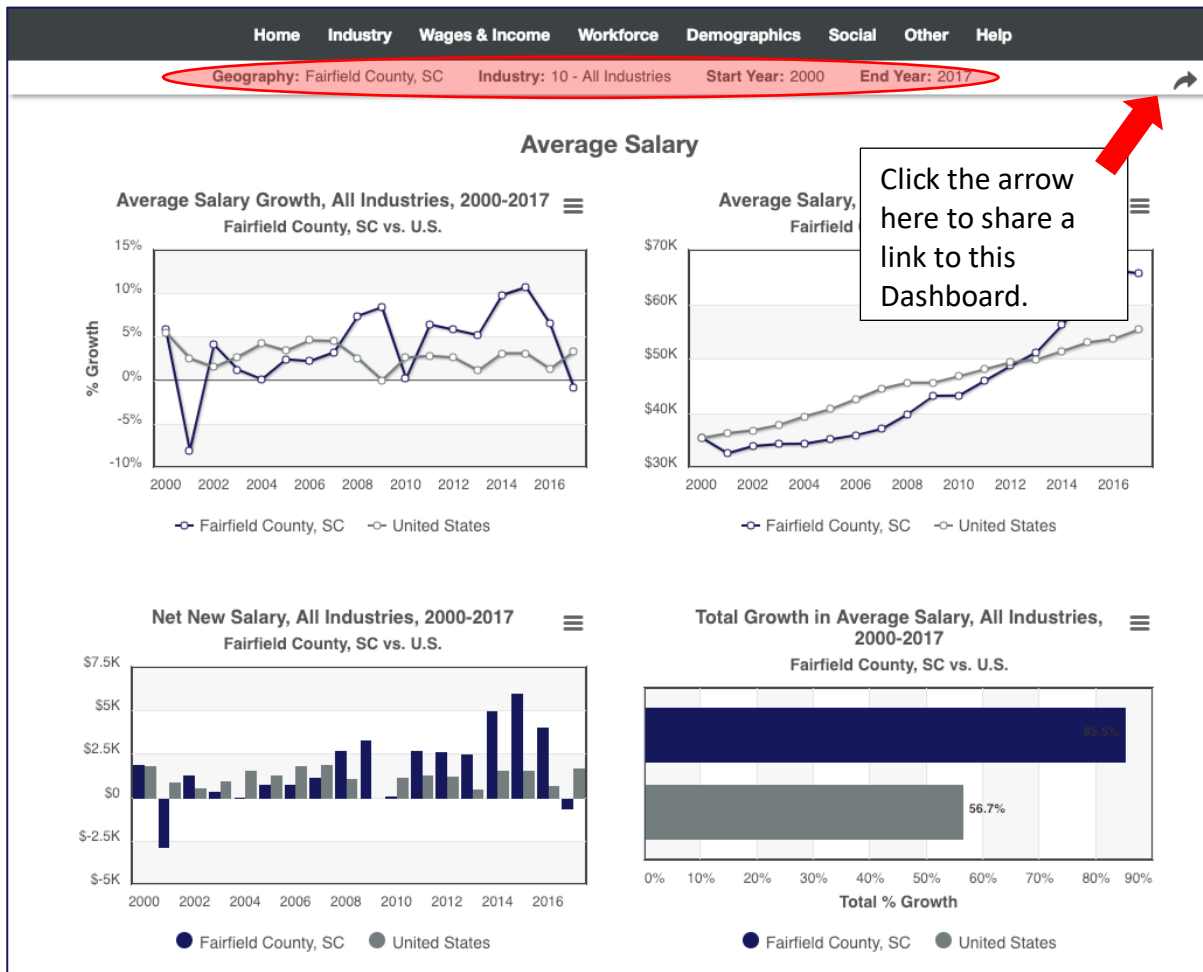 Home Industry Wages & Income Workforce Demographics Social Other Help
Geography: Fairfield County, SC Industry: 10 - All Industries Start Year: 2000 End Year: 2017
Average Salary
Click the arrow
here to share a
link to this
Dashboard.
Average Salary Growth, All Industries, 2000-2017
Fairfield County, SC vs. U.S.
15%
10%
5%
0%
-5%
-10%
% Growth
2000 2002 2004 2006 2008 2010 2012 2014 2016
Fairfield County, SC United States
Average Salary,
Fairfield
$70K
$60K
$50K
$40K
$30K
2000 2002 2004 2006 2008 2010 2012 2014 2016
Fairfield County, SC United States
Net New Salary, All Industries, 2000-2017
Fairfield County, SC vs. U.S.
$7.5K
$5K
$2.5K
$0
$-2.5K
$-5K
2000 2002 2004 2006 2008 2010 2012 2014 2016
Fairfield County, SC United States
Total Growth in Average Salary, All Industries,
2000-2017
Fairfield County, SC vs. U.S.
85.5%
56.7%
0% 10% 20% 30% 40% 50% 60% 70% 80% 90%
Total % Growth
Fairfield County, SC United States